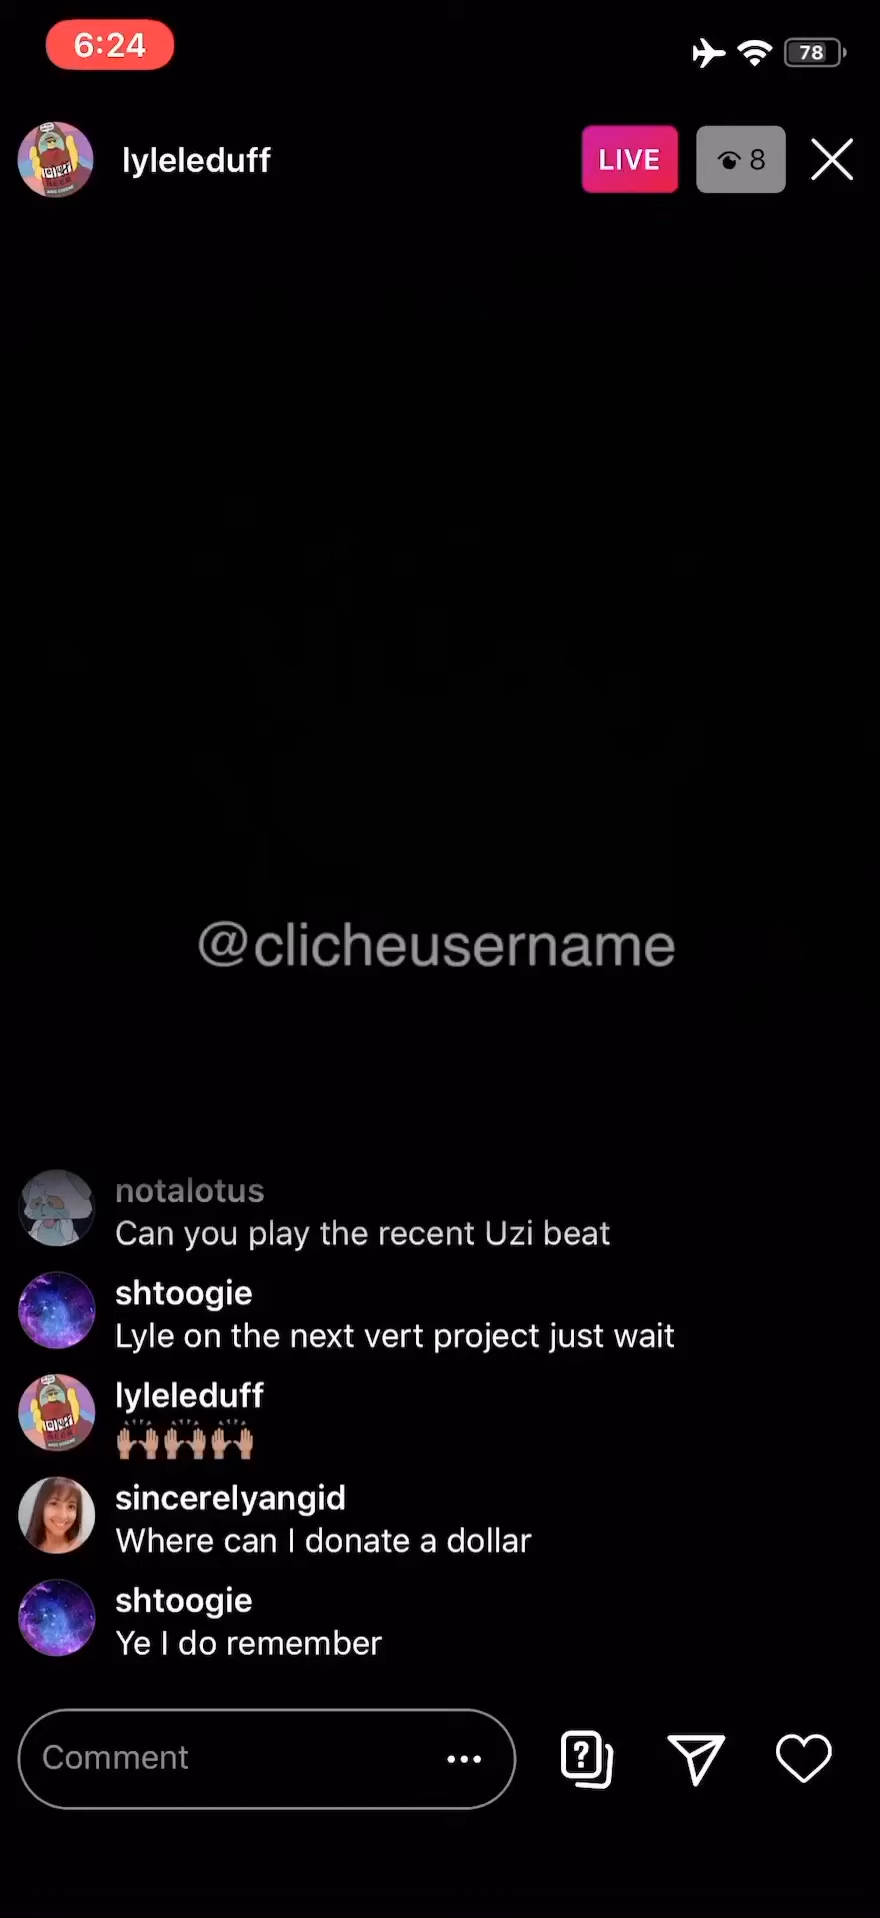 6:24
78
lyleleduff
LIVE
8
@clicheusername
notalotus
Can you play the recent Uzi beat
shtoogie
Lyle on the next vert project just wait
lyleleduff
🙌🏽🙌🏽🙌🏽
sincerelyangid
Where can I donate a dollar
shtoogie
Ye I do remember
Comment